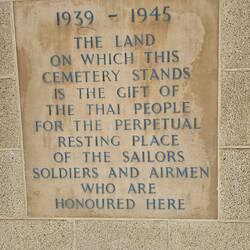 1939 - 1945
THE LAND
ON WHICH THIS
CEMETERY STANDS
IS THE GIFT OF
THE THAI PEOPLE
FOR THE PERPETUAL
RESTING PLACE
OF THE SAILORS
SOLDIERS AND AIRMEN
WHO ARE
HONOURED HERE